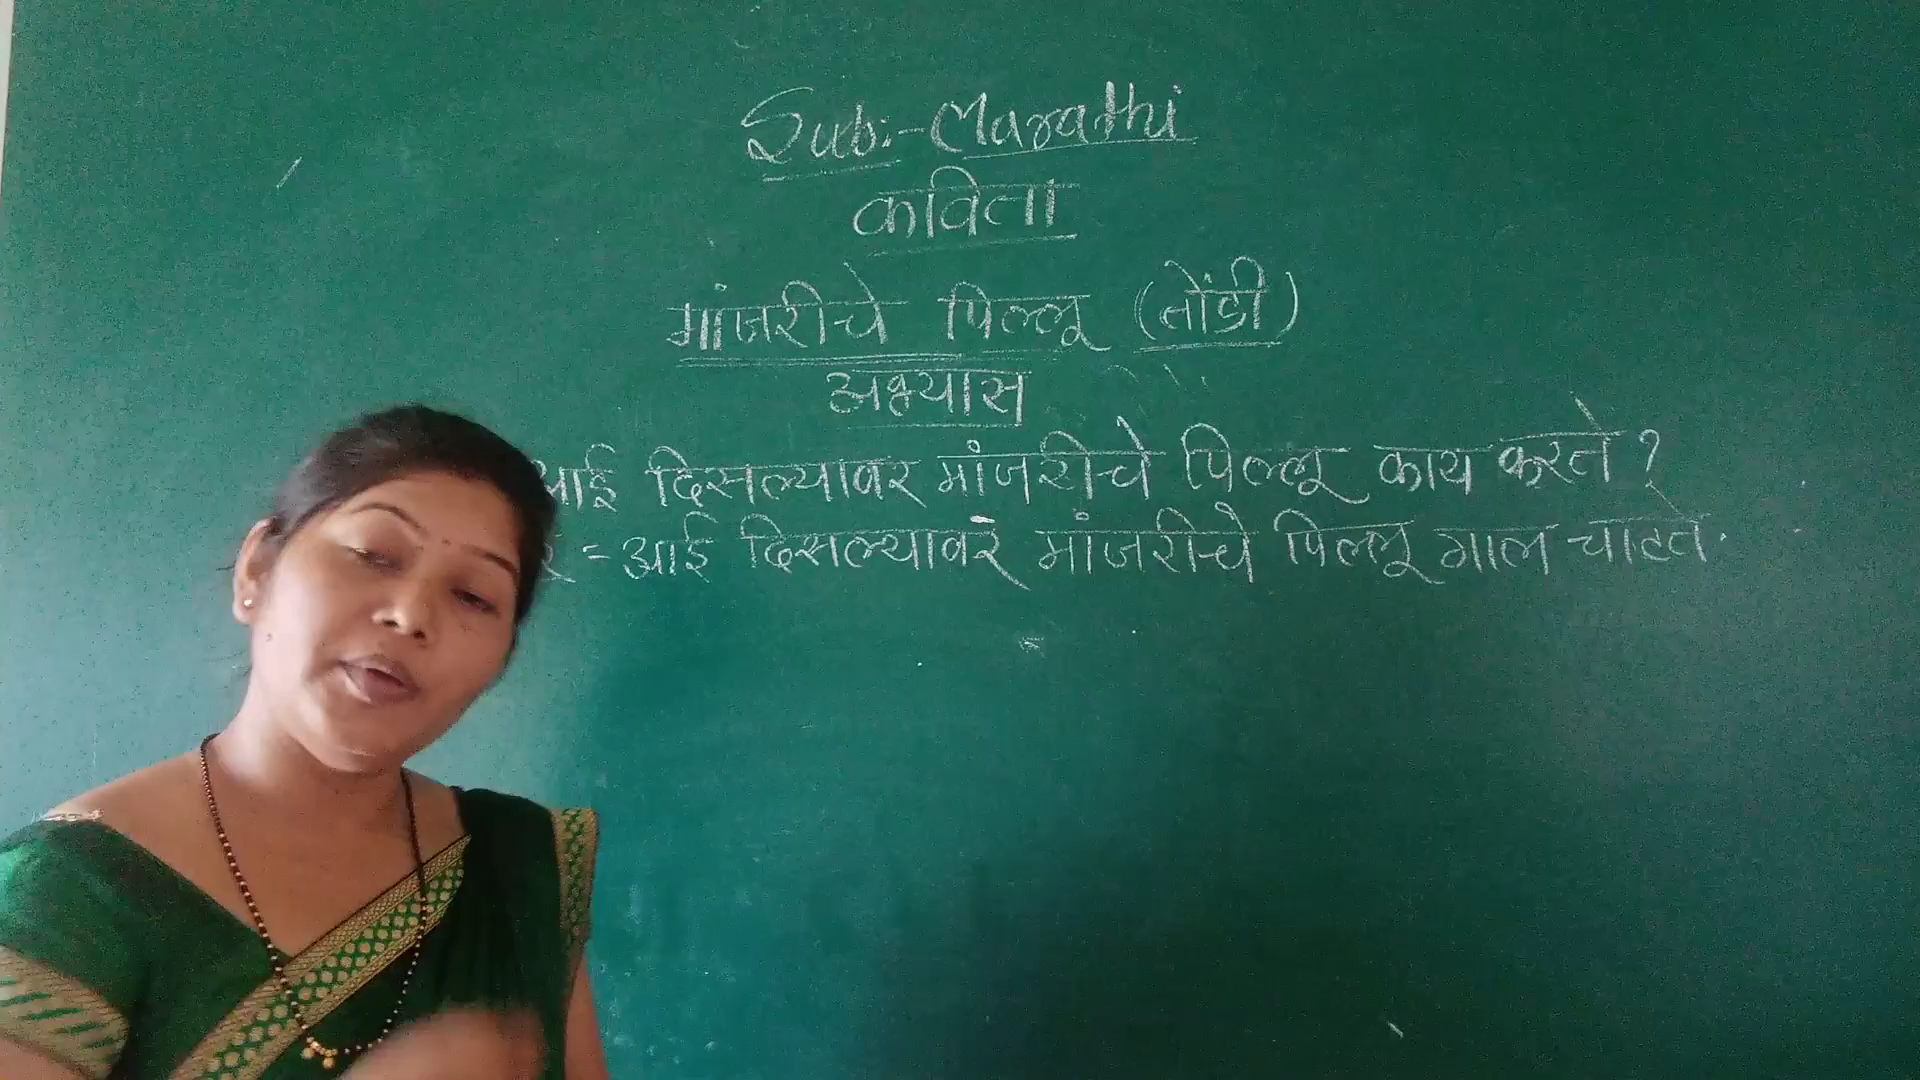 Sub:- Marathi
कविता
मांजरीचे पिल्लू (तोंडी)
अभ्यास
आई दिसल्यावर मांजरीचे पिल्लू काय करते?
= आई दिसल्यावर मांजरीचे पिल्लू गाल चाटते.